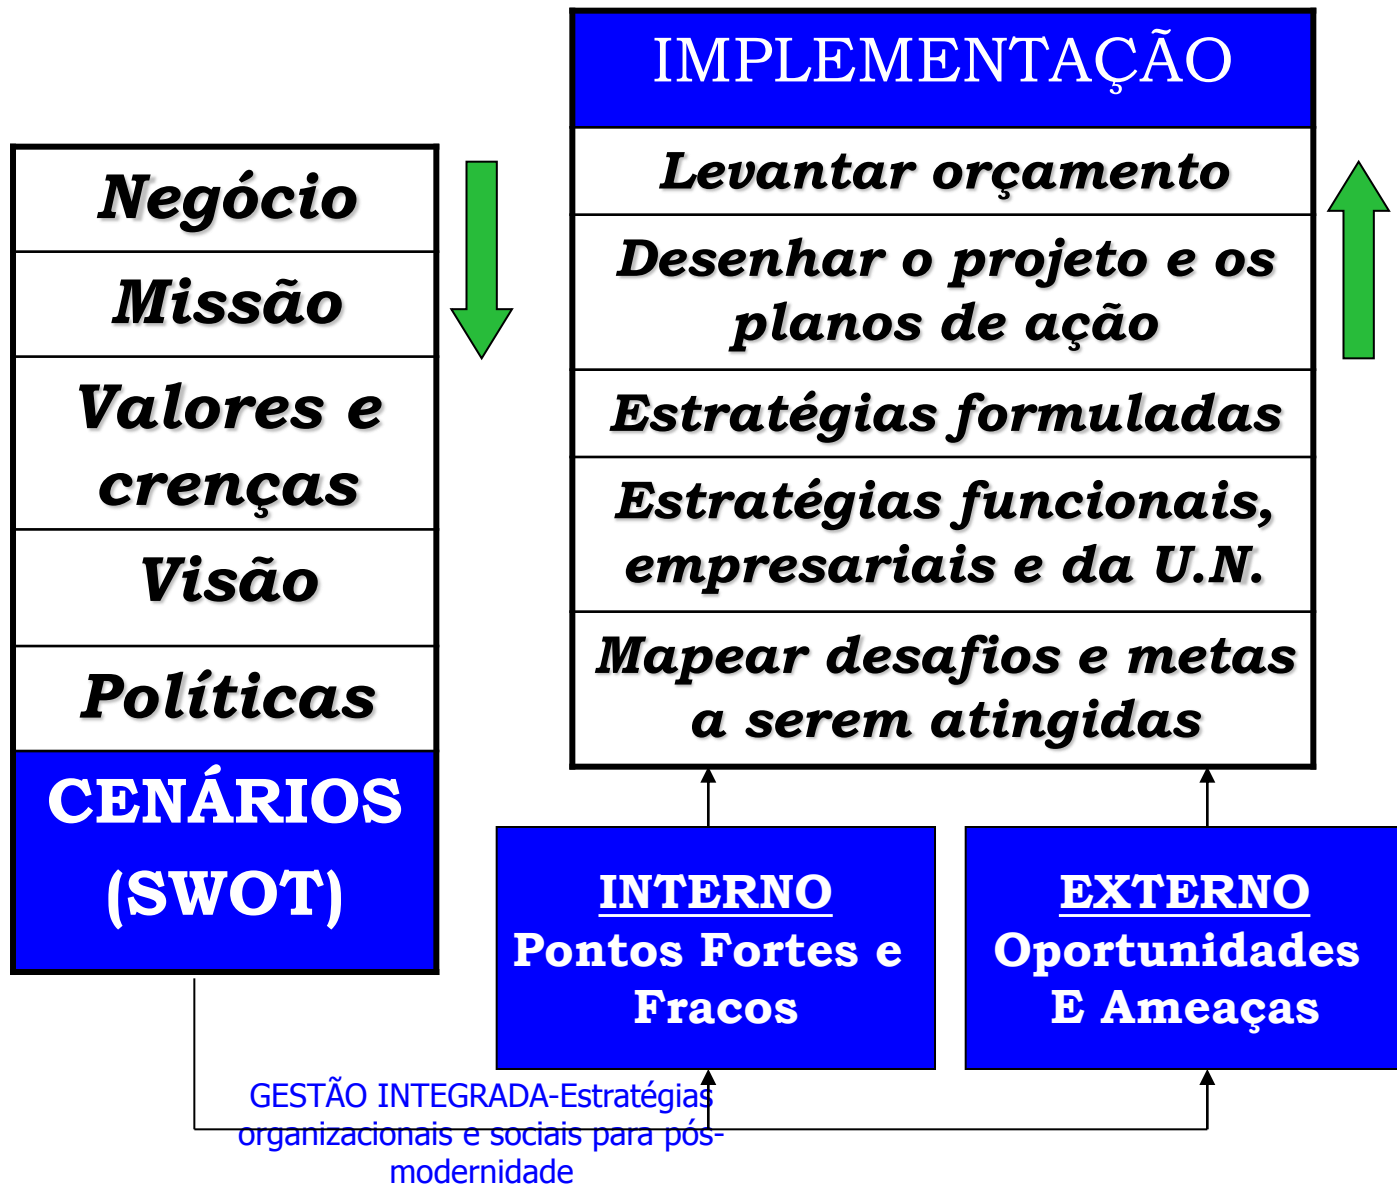 Negócio
Missão
Valores e
crenças
Visão
Políticas
CENÁRIOS
(SWOT)
IMPLEMENTAÇÃO
Levantar orçamento
Desenhar o projeto e os
planos de ação
Estratégias formuladas
Estratégias funcionais,
empresariais e da U.N.
Mapear desafios e metas
a serem atingidas
INTERNO
Pontos Fortes e
Fracos
EXTERNO
Oportunidades
E Ameaças
GESTÃO INTEGRADA-Estratégias
organizacionais e sociais para pós-
modernidade